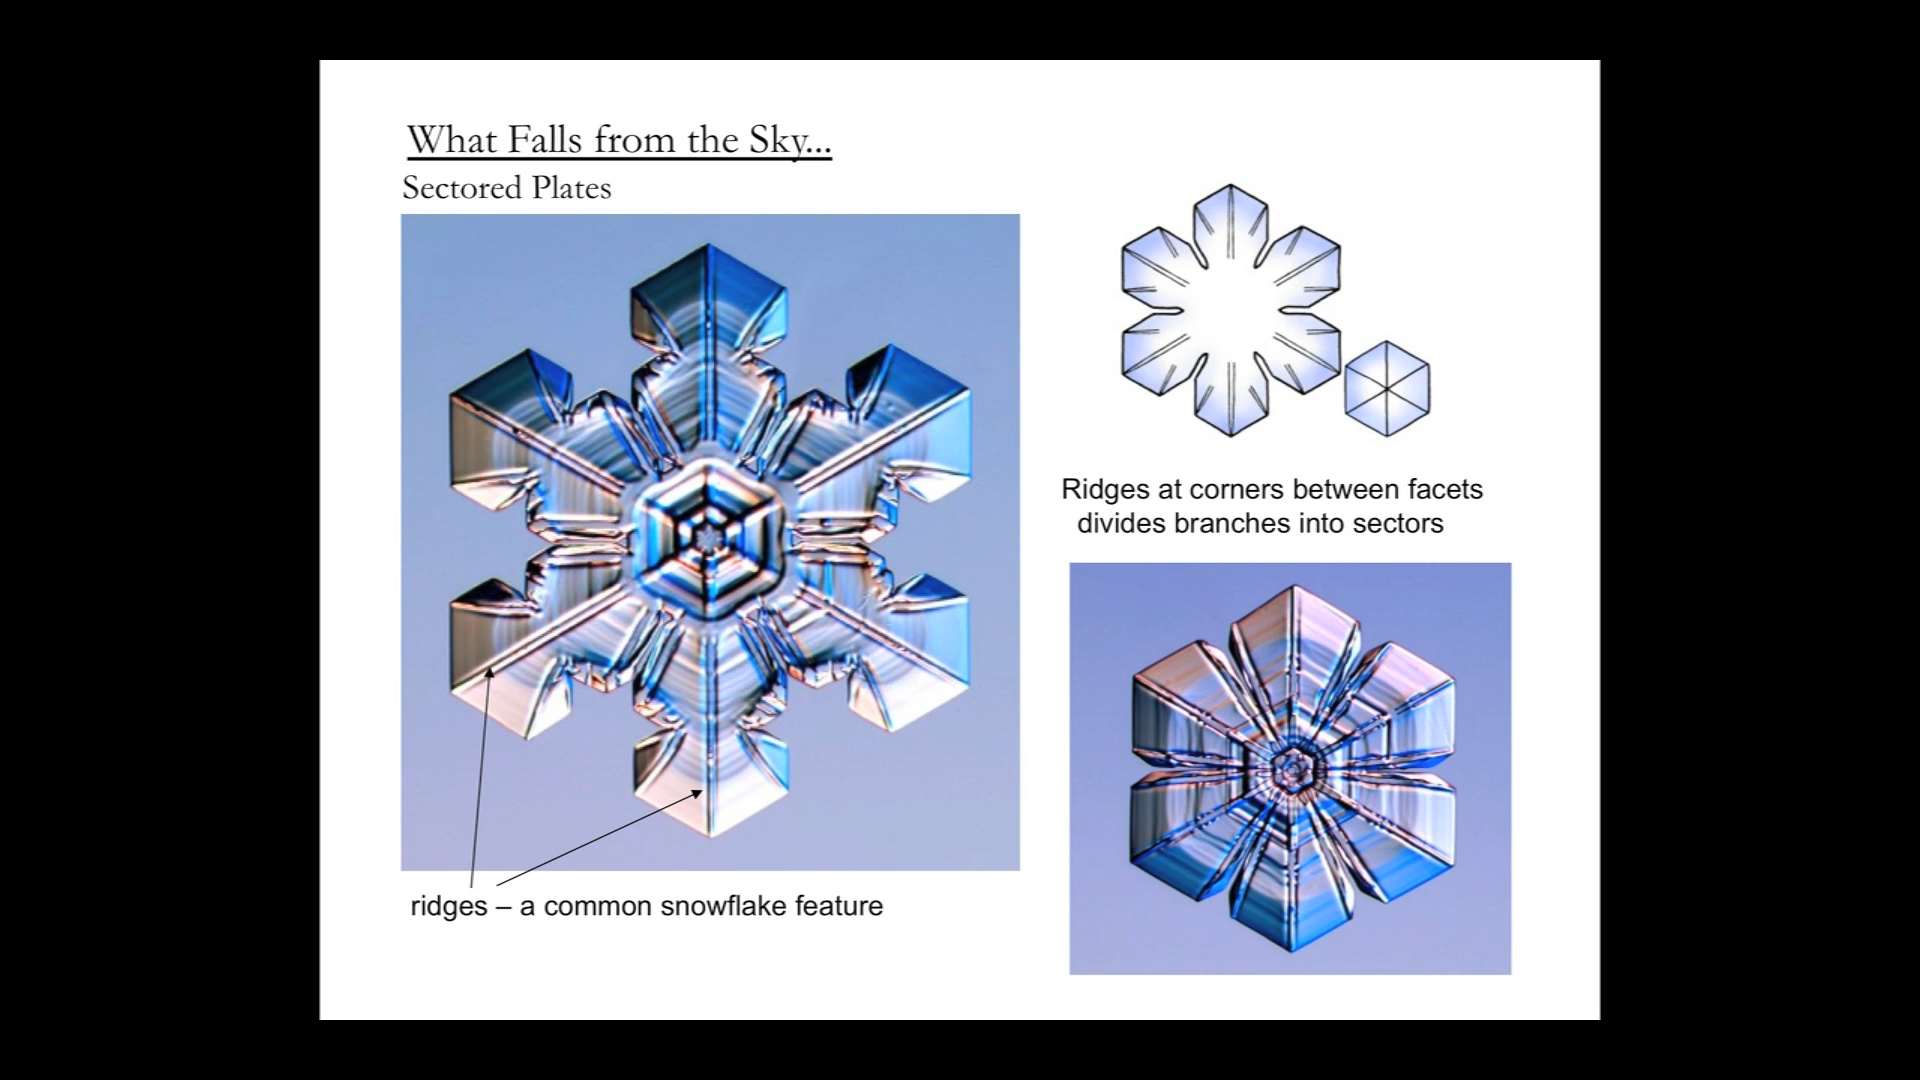 What Falls from the Sky...
Sectored Plates
Ridges at corners between facets
divides branches into sectors
ridges – a common snowflake feature